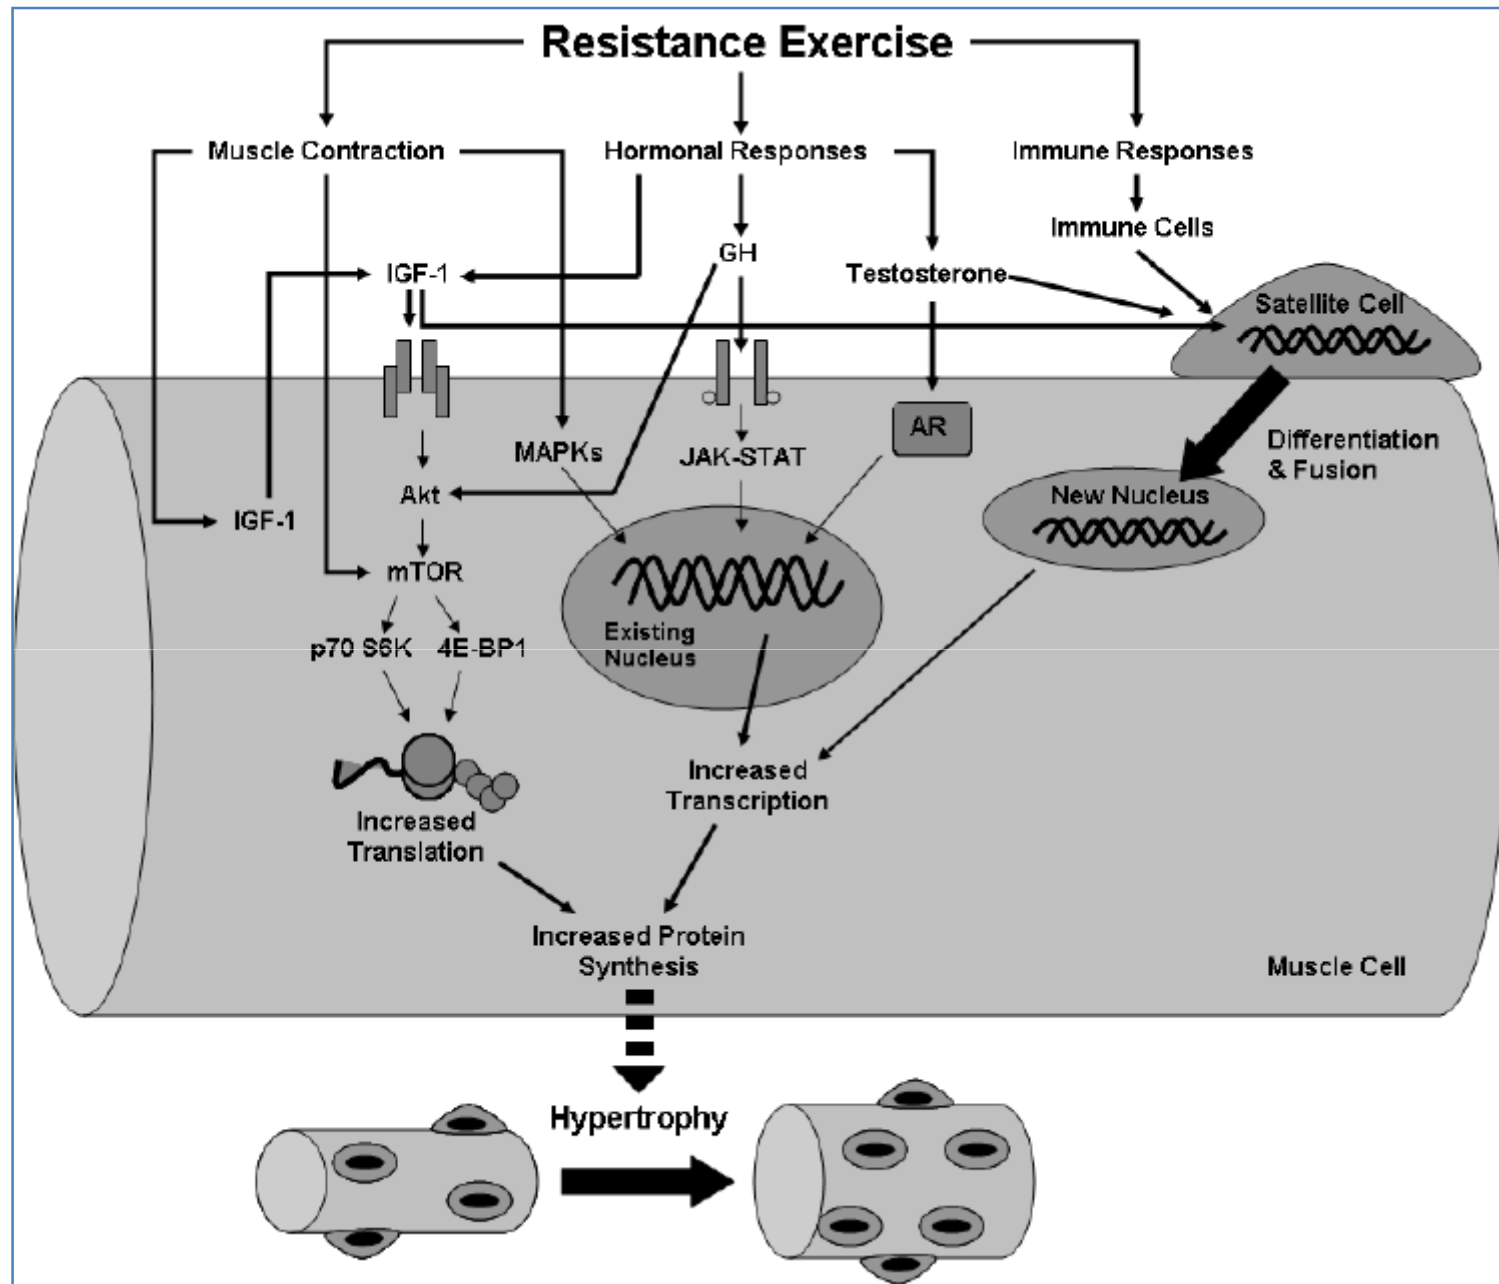 Resistance Exercise
Muscle Contraction
Hormonal Responses
Immune Responses
Immune Cells
GH
IGF-1
Testosterone
Satellite Cell
AR
MAPKs
JAK-STAT
Differentiation
& Fusion
Akt
New Nucleus
IGF-1
mTOR
Existing
Nucleus
p70 S6K
4E-BP1
Increased
Transcription
Increased
Translation
Increased Protein
Synthesis
Muscle Cell
Hypertrophy